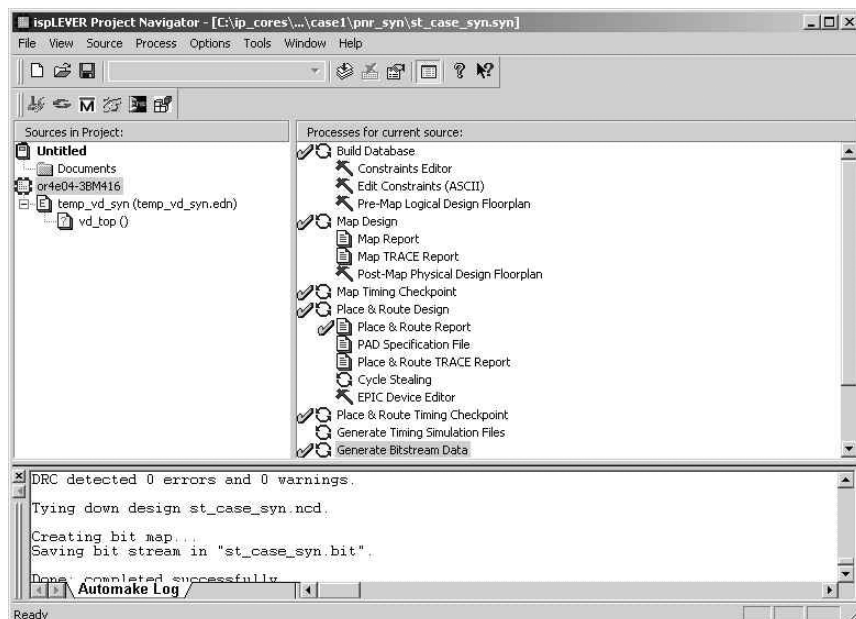 ispLEVER Project Navigator - [C:\ip_cores\...\case1\pnr_syn\st_case_syn.syn]
File View Source Process Options Tools Window Help
Sources in Project:
Untitled
Documents
or4e04-3BM416
temp_vd_syn (temp_vd_syn.edn)
vd_top ()
Processes for current source:
Build Database
Constraints Editor
Edit Constraints (ASCII)
Pre-Map Logical Design Floorplan
Map Design
Map Report
Map TRACE Report
Post-Map Physical Design Floorplan
Map Timing Checkpoint
Place & Route Design
Place & Route Report
PAD Specification File
Place & Route TRACE Report
Cycle Stealing
EPIC Device Editor
Place & Route Timing Checkpoint
Generate Timing Simulation Files
Generate Bitstream Data
DRC detected 0 errors and 0 warnings.
Tying down design st_case_syn.ncd.
Creating bit map...
Saving bit stream in "st_case_syn.bit".
Done: completed successfully
Automake Log
Ready